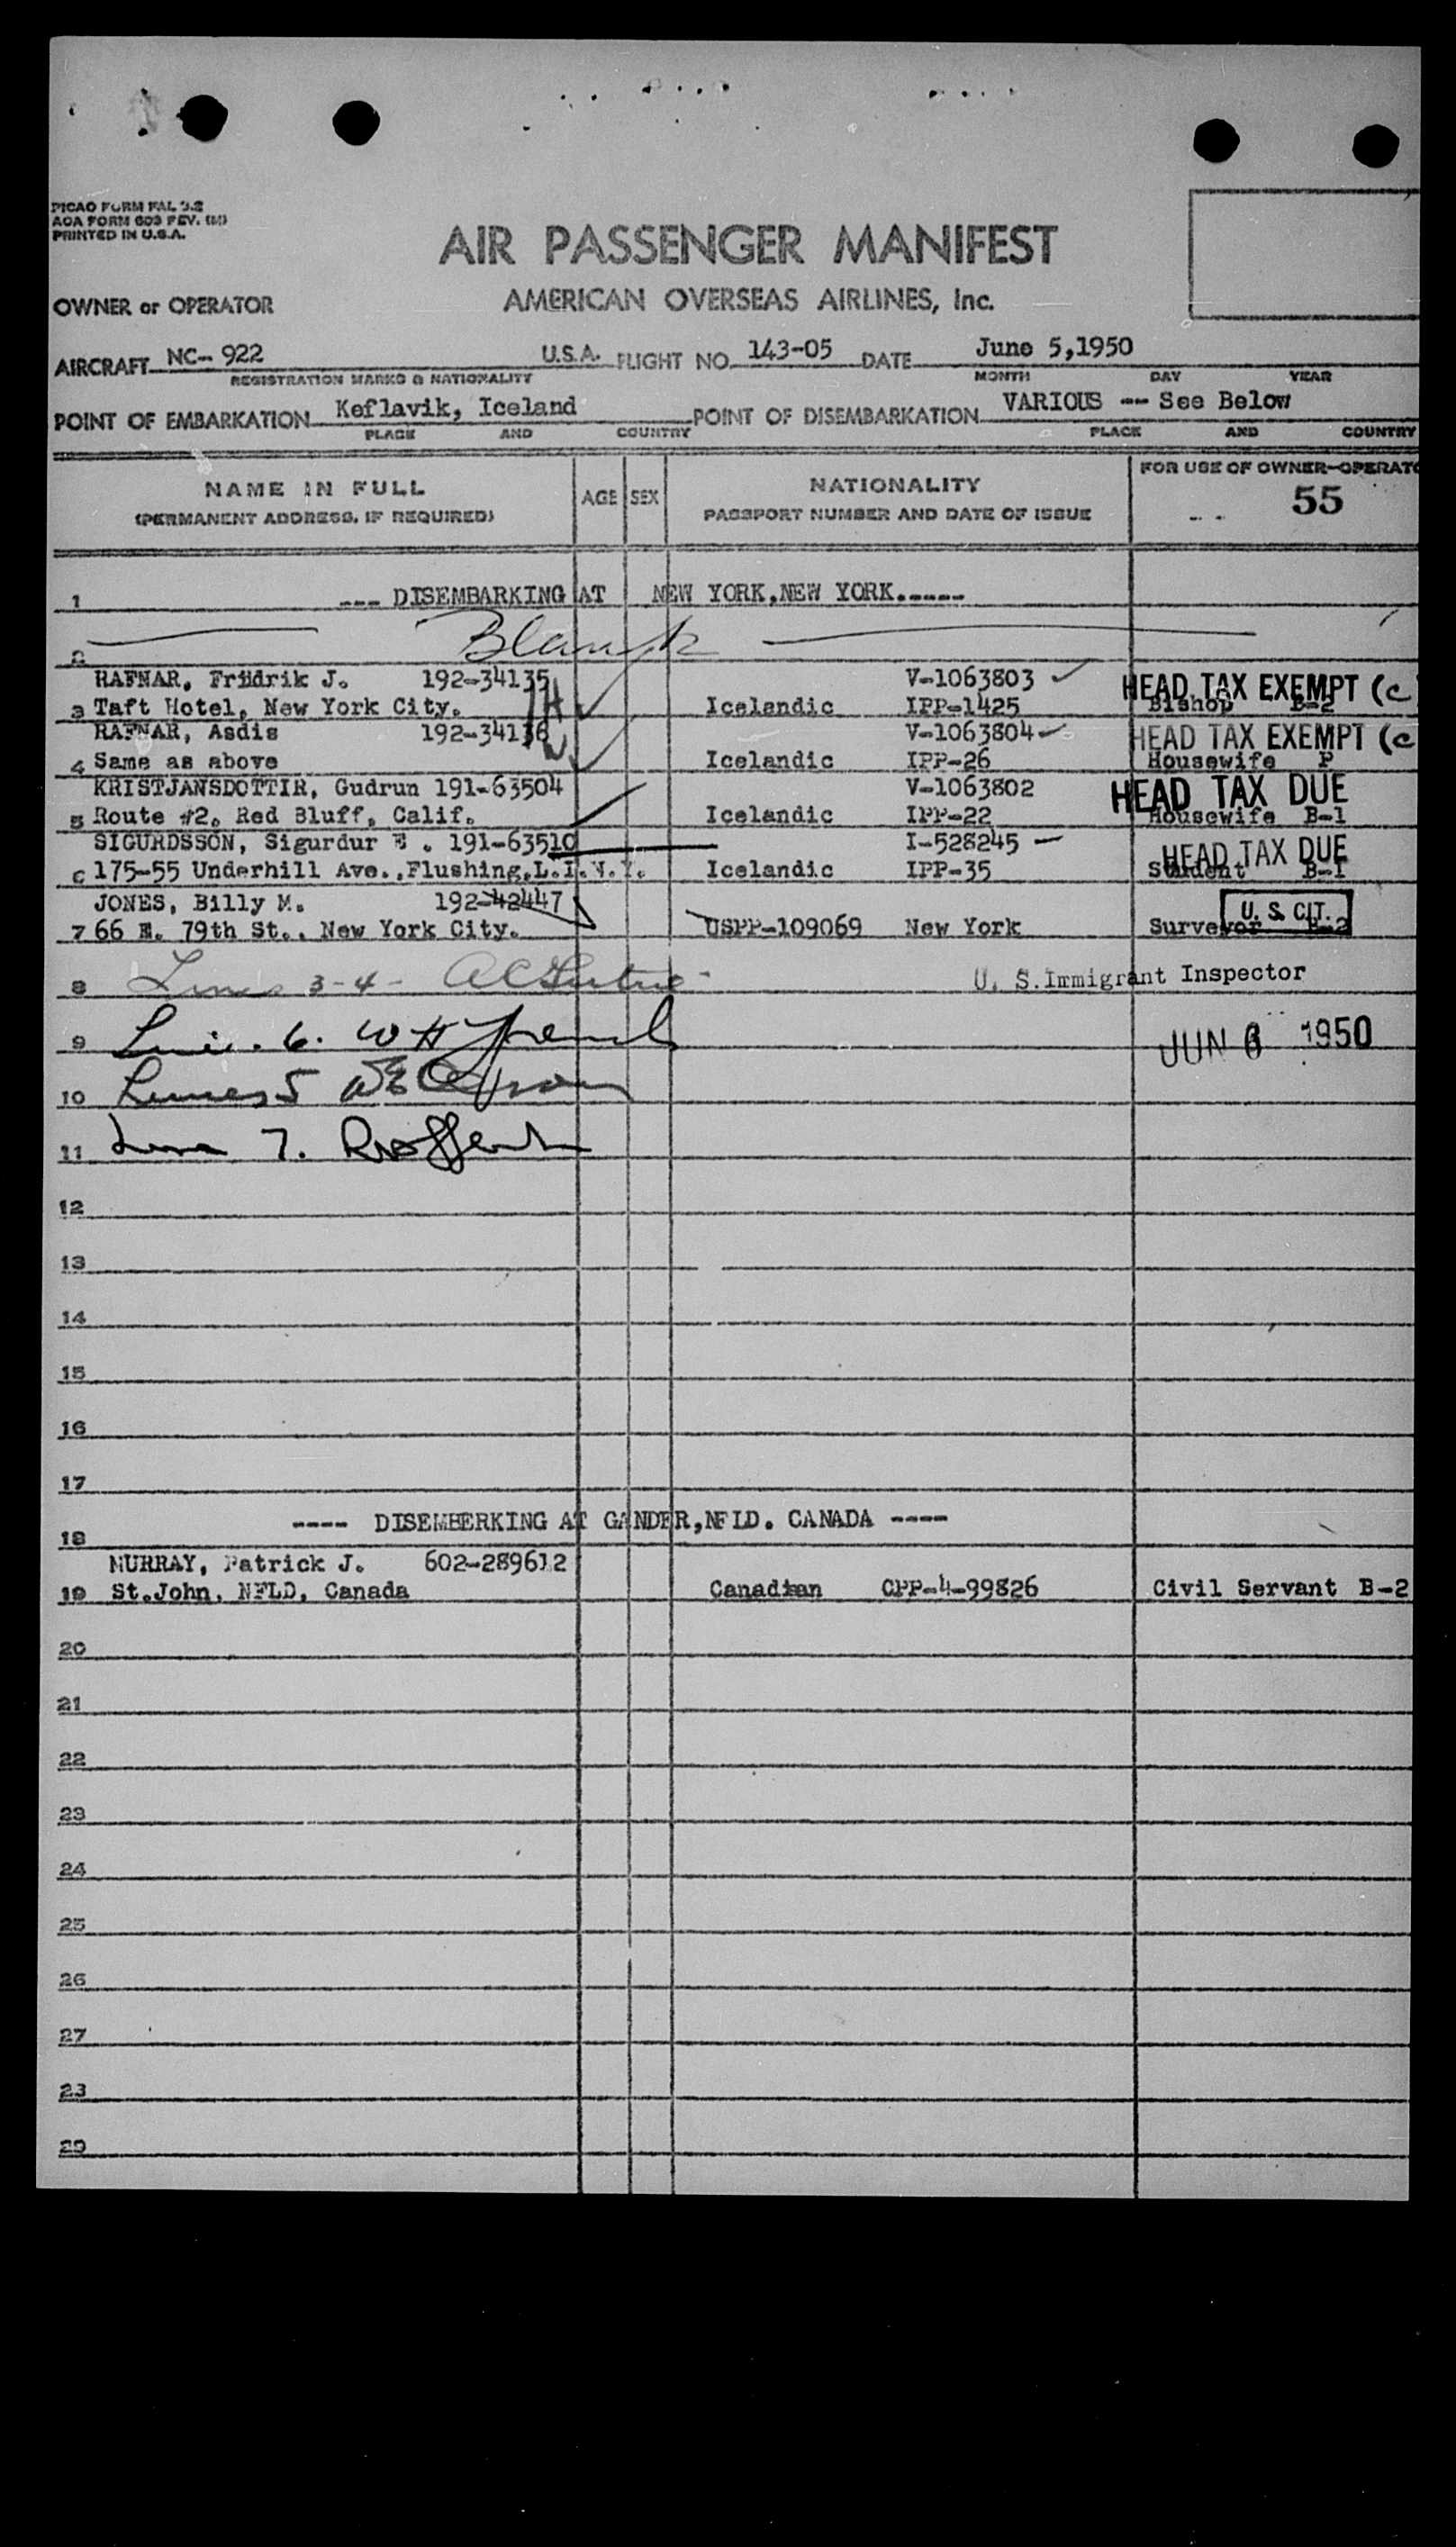 PICAO FORM FAL 3.2
AOA FORM 603 REV. (M)
PRINTED IN U.S.A.
AIR PASSENGER MANIFEST
OWNER or OPERATOR AMERICAN OVERSEAS AIRLINES, Inc.
AIRCRAFT NC- 922 U.S.A. FLIGHT NO. 143-05 DATE June 5,1950
REGISTRATION MARKS & NATIONALITY MONTH DAY YEAR
POINT OF EMBARKATION Keflavik, Iceland POINT OF DISEMBARKATION VARIOUS -- See Below
PLACE AND COUNTRY PLACE AND COUNTRY
NAME IN FULL AGE SEX NATIONALITY FOR USE OF OWNER-OPERATO
(PERMANENT ADDRESS, IF REQUIRED) PASSPORT NUMBER AND DATE OF ISSUE 55
1 --- DISEMBARKING AT NEW YORK,NEW YORK.-----
2 Blank
RAFNAR, Fridrik J. 192-34135 V-1063803 HEAD TAX EXEMPT (c
3 Taft Hotel, New York City. Icelandic IPP-1425 Bishop B-2
RAFNAR, Asdis 192-34136 V-1063804 HEAD TAX EXEMPT (c
4 Same as above Icelandic IPP-26 Housewife P
KRISTJANSDOTTIR, Gudrun 191-63504 V-1063802 HEAD TAX DUE
5 Route #2, Red Bluff, Calif. Icelandic IPP-22 Housewife B-1
SIGURDSSON, Sigurdur E . 191-63510 I-528245 HEAD TAX DUE
6 175-55 Underhill Ave.,Flushing,L.I.N.Y. Icelandic IPP-35 Student B-1
JONES, Billy M. 192-42447 U. S. CIT.
7 66 E. 79th St., New York City. USPP-109069 New York Surveyor B-2
8 Lines 3-4- U. S.Immigrant Inspector
9 Line 6. W H JUN 6 1950
10 Lines 5
11 Line 7.
12
13
14
15
16
17
18 ---- DISEMBERKING AT GANDER,NFLD. CANADA ----
MURRAY, Patrick J. 602-289612
19 St.John, NFLD, Canada Canadian CPP-4-99826 Civil Servant B-2
20
21
22
23
24
25
26
27
28
29